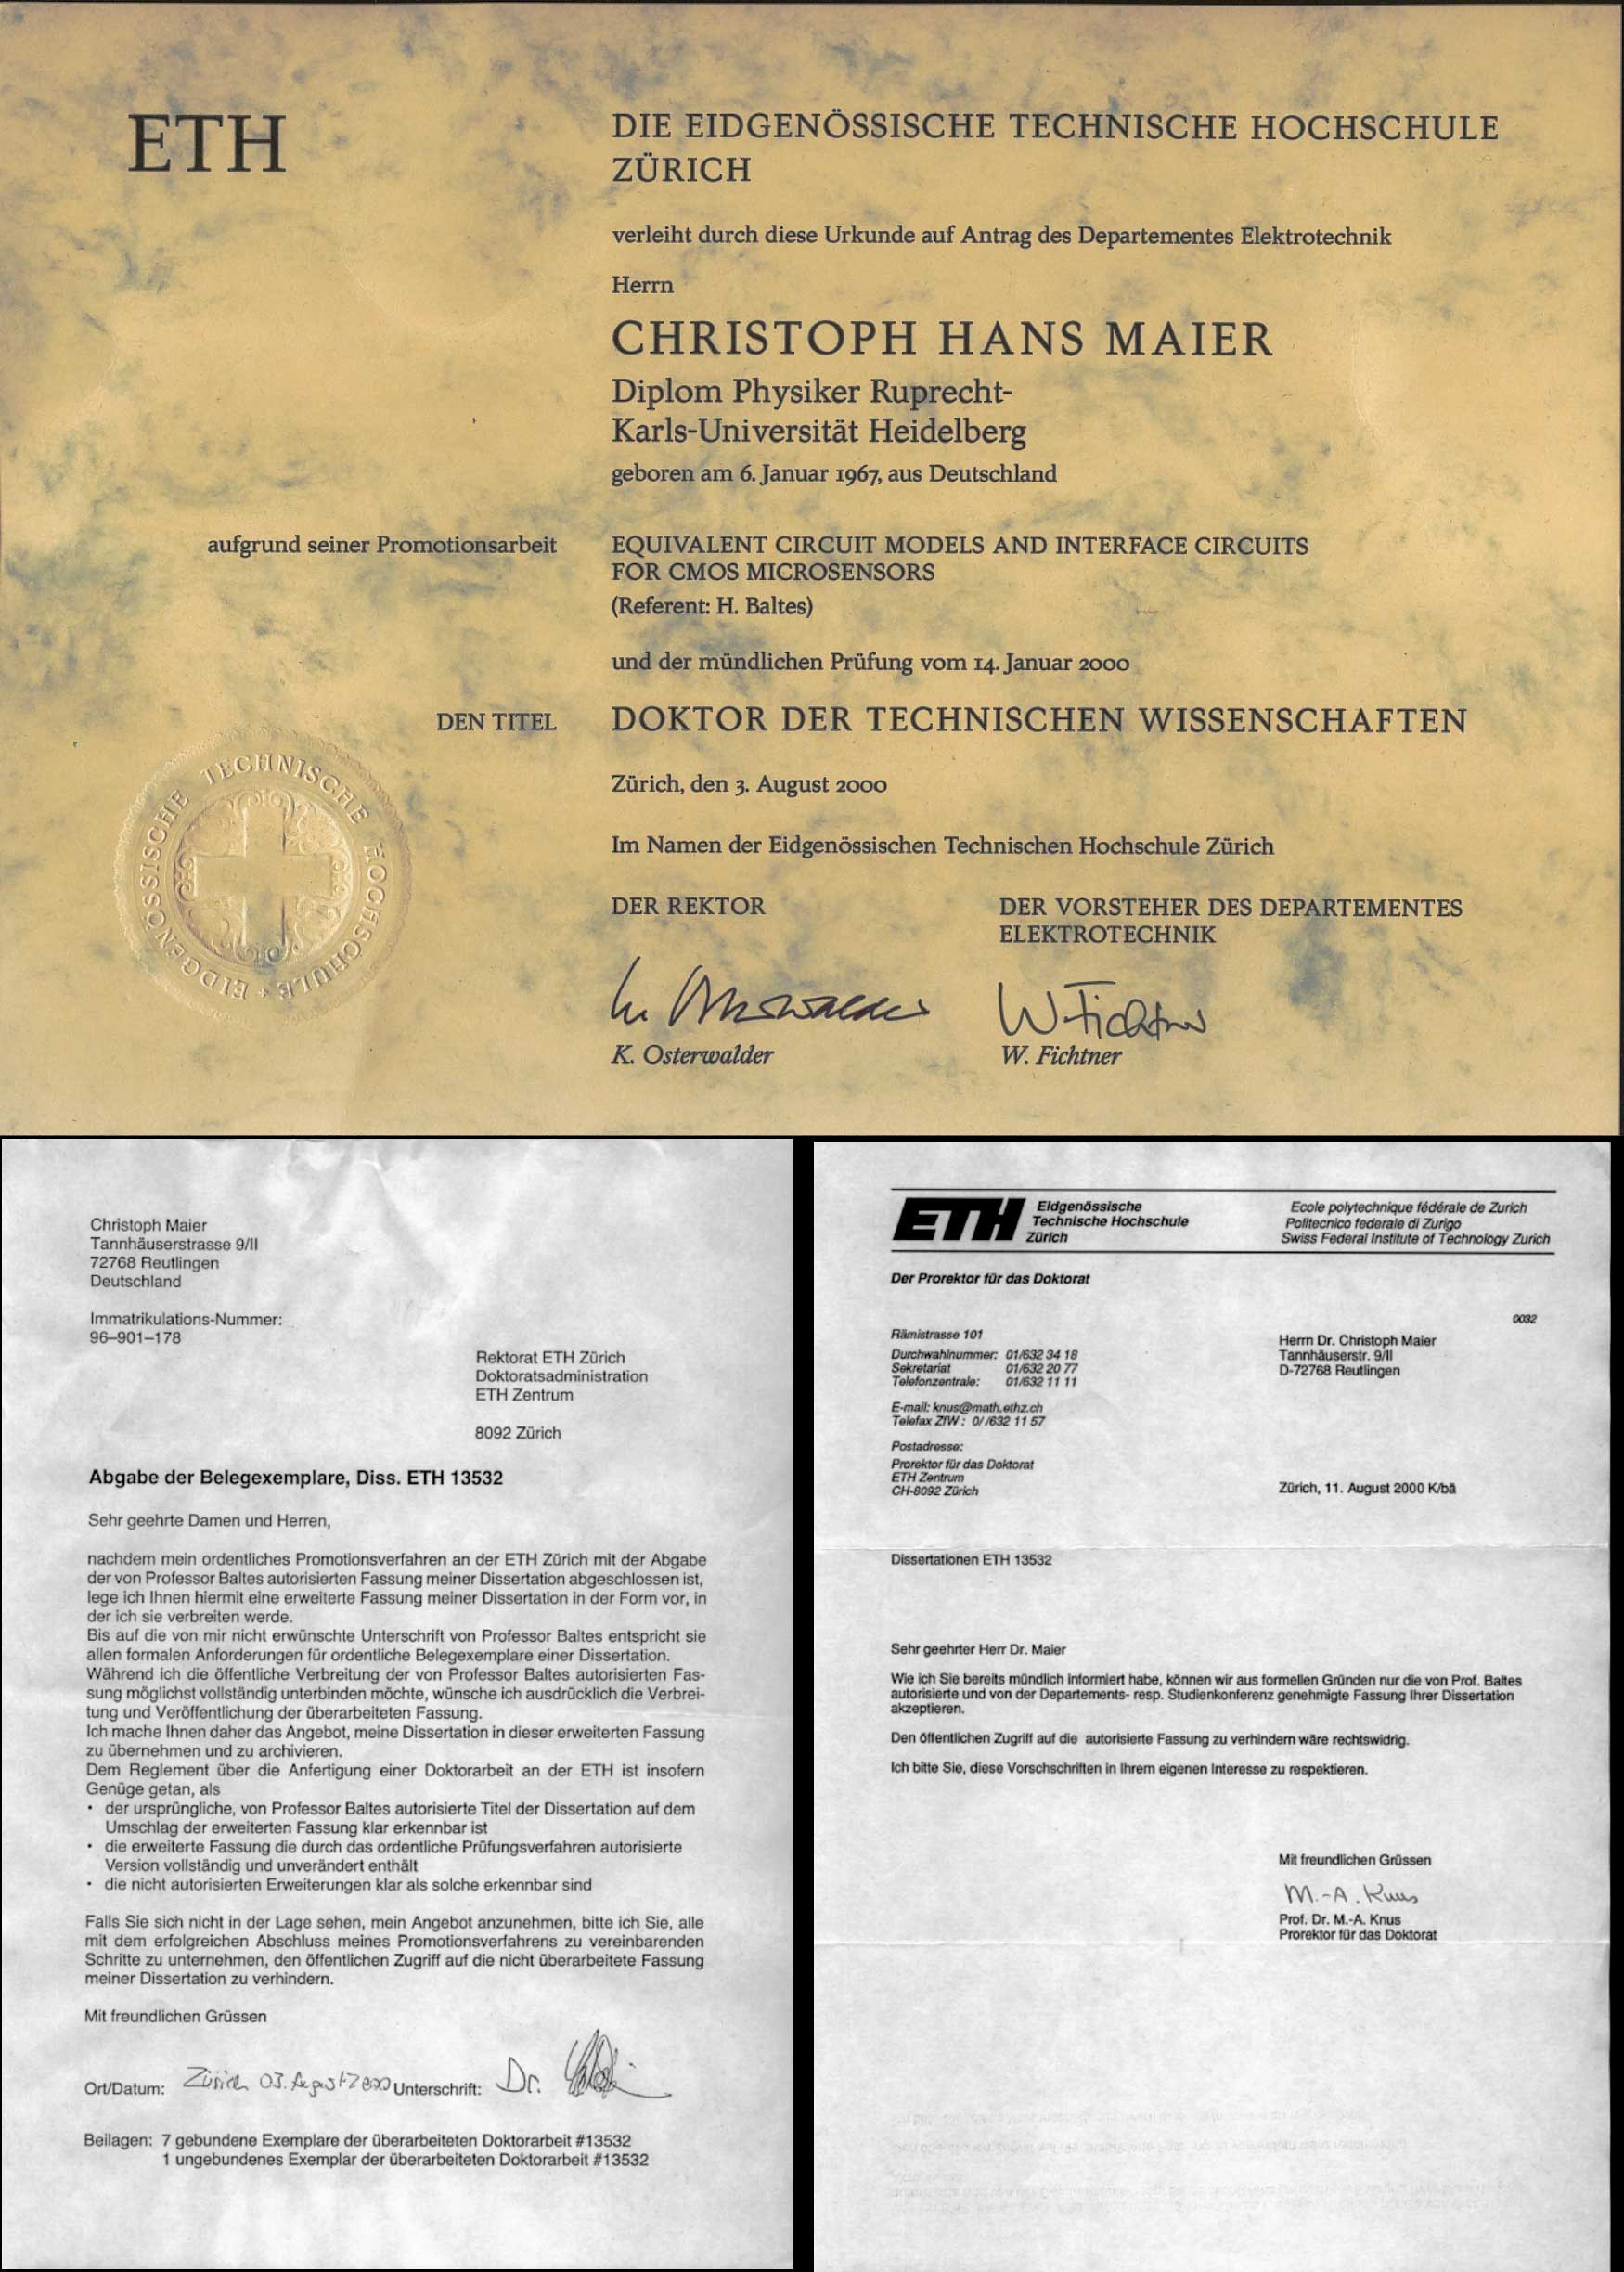 ETH
DIE EIDGENÖSSISCHE TECHNISCHE HOCHSCHULE
ZÜRICH
verleiht durch diese Urkunde auf Antrag des Departementes Elektrotechnik
Herrn
CHRISTOPH HANS MAIER
Diplom Physiker Ruprecht-
Karls-Universität Heidelberg
geboren am 6. Januar 1967, aus Deutschland
aufgrund seiner Promotionsarbeit EQUIVALENT CIRCUIT MODELS AND INTERFACE CIRCUITS
FOR CMOS MICROSENSORS
(Referent: H. Baltes)
und der mündlichen Prüfung vom 14. Januar 2000
DEN TITEL DOKTOR DER TECHNISCHEN WISSENSCHAFTEN
Zürich, den 3. August 2000
Im Namen der Eidgenössischen Technischen Hochschule Zürich
DER REKTOR
K. Osterwalder
DER VORSTEHER DES DEPARTEMENTES
ELEKTROTECHNIK
W. Fichtner
W. Fichtner
EIDGENÖSSISCHE TECHNISCHE HOCHSCHULE
Christoph Maier
Tannhäuserstrasse 9/II
72768 Reutlingen
Deutschland
Immatrikulations-Nummer:
96–901–178
Rektorat ETH Zürich
Doktoratsadministration
ETH Zentrum
8092 Zürich
Abgabe der Belegexemplare, Diss. ETH 13532
Sehr geehrte Damen und Herren,
nachdem mein ordentliches Promotionsverfahren an der ETH Zürich mit der Abgabe
der von Professor Baltes autorisierten Fassung meiner Dissertation abgeschlossen ist,
lege ich Ihnen hiermit eine erweiterte Fassung meiner Dissertation in der Form vor, in
der ich sie verbreiten werde.
Bis auf die von mir nicht erwünschte Unterschrift von Professor Baltes entspricht sie
allen formalen Anforderungen für ordentliche Belegexemplare einer Dissertation.
Während ich die öffentliche Verbreitung der von Professor Baltes autorisierten Fas-
sung möglichst vollständig unterbinden möchte, wünsche ich ausdrücklich die Verbrei-
tung und Veröffentlichung der überarbeiteten Fassung.
Ich mache Ihnen daher das Angebot, meine Dissertation in dieser erweiterten Fassung
zu übernehmen und zu archivieren.
Dem Reglement über die Anfertigung einer Doktorarbeit an der ETH ist insofern
Genüge getan, als
• der ursprüngliche, von Professor Baltes autorisierte Titel der Dissertation auf dem
Umschlag der erweiterten Fassung klar erkennbar ist
• die erweiterte Fassung die durch das ordentliche Prüfungsverfahren autorisierte
Version vollständig und unverändert enthält
• die nicht autorisierten Erweiterungen klar als solche erkennbar sind
Falls Sie sich nicht in der Lage sehen, mein Angebot anzunehmen, bitte ich Sie, alle
mit dem erfolgreichen Abschluss meines Promotionsverfahrens zu vereinbarenden
Schritte zu unternehmen, den öffentlichen Zugriff auf die nicht überarbeitete Fassung
meiner Dissertation zu verhindern.
Mit freundlichen Grüssen
Ort/Datum: Zürich 03. August 2000 Unterschrift: Dr.
Beilagen: 7 gebundene Exemplare der überarbeiteten Doktorarbeit #13532
1 ungebundenes Exemplar der überarbeiteten Doktorarbeit #13532
ETH Eidgenössische
Technische Hochschule
Zürich
Ecole polytechnique fédérale de Zurich
Politecnico federale di Zurigo
Swiss Federal Institute of Technology Zurich
Der Prorektor für das Doktorat
0032
Rämistrasse 101
Durchwahlnummer: 01/632 34 18
Sekretariat 01/632 20 77
Telefonzentrale: 01/632 11 11
E-mail: knus@math.ethz.ch
Telefax ZfW : 0//632 11 57
Postadresse:
Prorektor für das Doktorat
ETH Zentrum
CH-8092 Zürich
Herrn Dr. Christoph Maier
Tannhäuserstr. 9/II
D-72768 Reutlingen
Zürich, 11. August 2000 K/bä
Dissertationen ETH 13532
Sehr geehrter Herr Dr. Maier
Wie ich Sie bereits mündlich informiert habe, können wir aus formellen Gründen nur die von Prof. Baltes
autorisierte und von der Departements- resp. Studienkonferenz genehmigte Fassung Ihrer Dissertation
akzeptieren.
Den öffentlichen Zugriff auf die autorisierte Fassung zu verhindern wäre rechtswidrig.
Ich bitte Sie, diese Vorschschriften in Ihrem eigenen Interesse zu respektieren.
Mit freundlichen Grüssen
M.-A. Knus
Prof. Dr. M.-A. Knus
Prorektor für das Doktorat